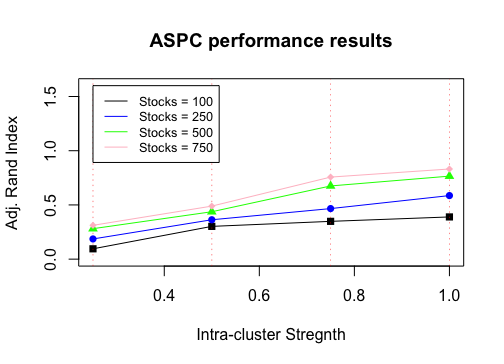 ASPC performance results
Adj. Rand Index
1.5
1.0
0.5
0.0
Stocks = 100
Stocks = 250
Stocks = 500
Stocks = 750
0.4 0.6 0.8 1.0
Intra-cluster Stregnth